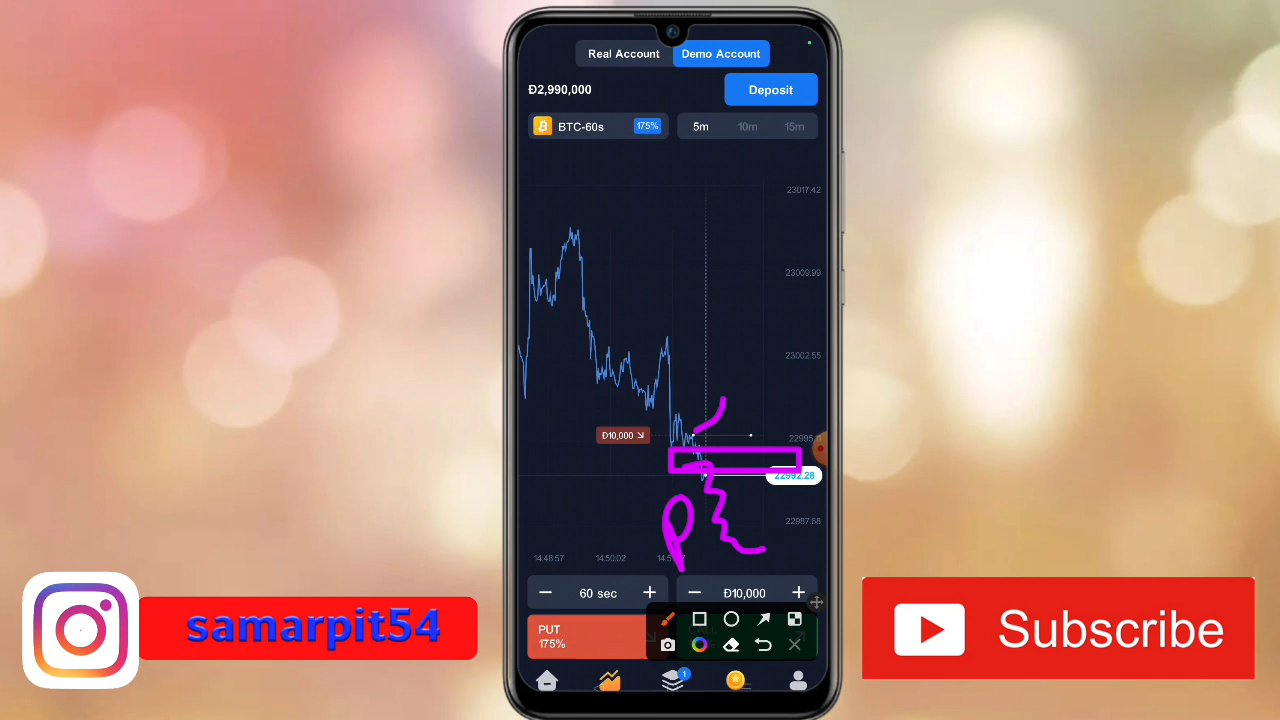 Real Account
Demo Account
Đ2,990,000
Deposit
BTC-60s
175%
5m
10m
15m
23017.42
23009.99
23002.55
Đ10,000
22992.28
22987.68
14:48:57
14:50:02
60 sec
Đ10,000
PUT
175%
1
samarpit54
Subscribe